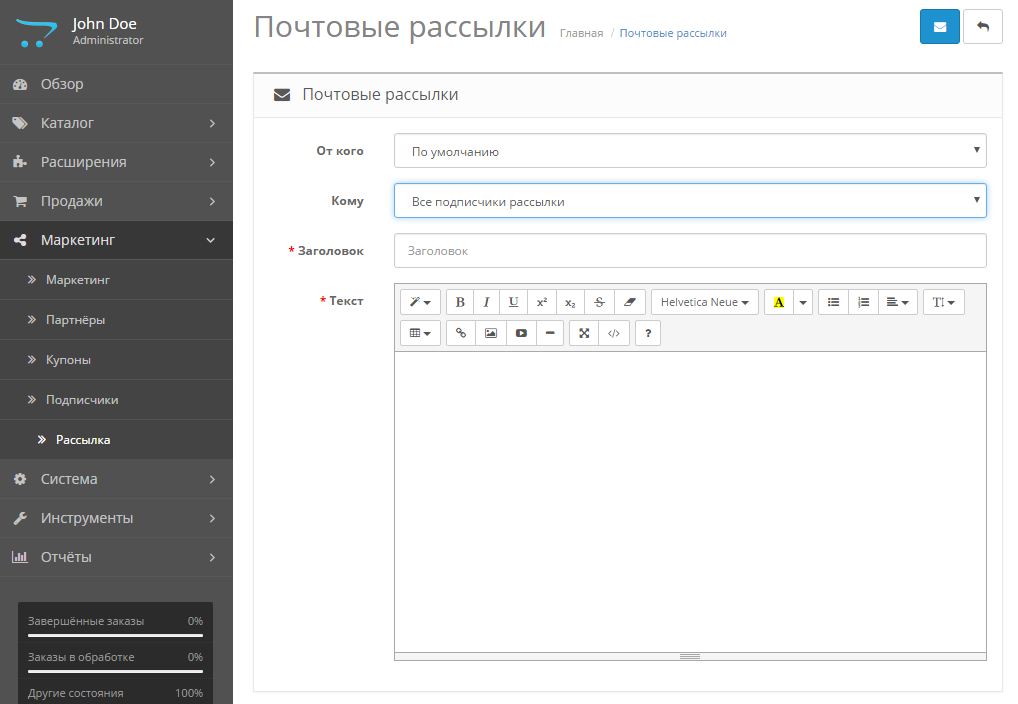 John Doe
Administrator
Обзор
Каталог
Расширения
Продажи
Маркетинг
Маркетинг
Партнёры
Купоны
Подписчики
Рассылка
Система
Инструменты
Отчёты
Завершённые заказы 0%
Заказы в обработке 0%
Другие состояния 100%
Почтовые рассылки Главная / Почтовые рассылки
Почтовые рассылки
От кого По умолчанию
Кому Все подписчики рассылки
* Заголовок Заголовок
* Текст
B I U x² x₂ S Helvetica Neue A T
</> ?